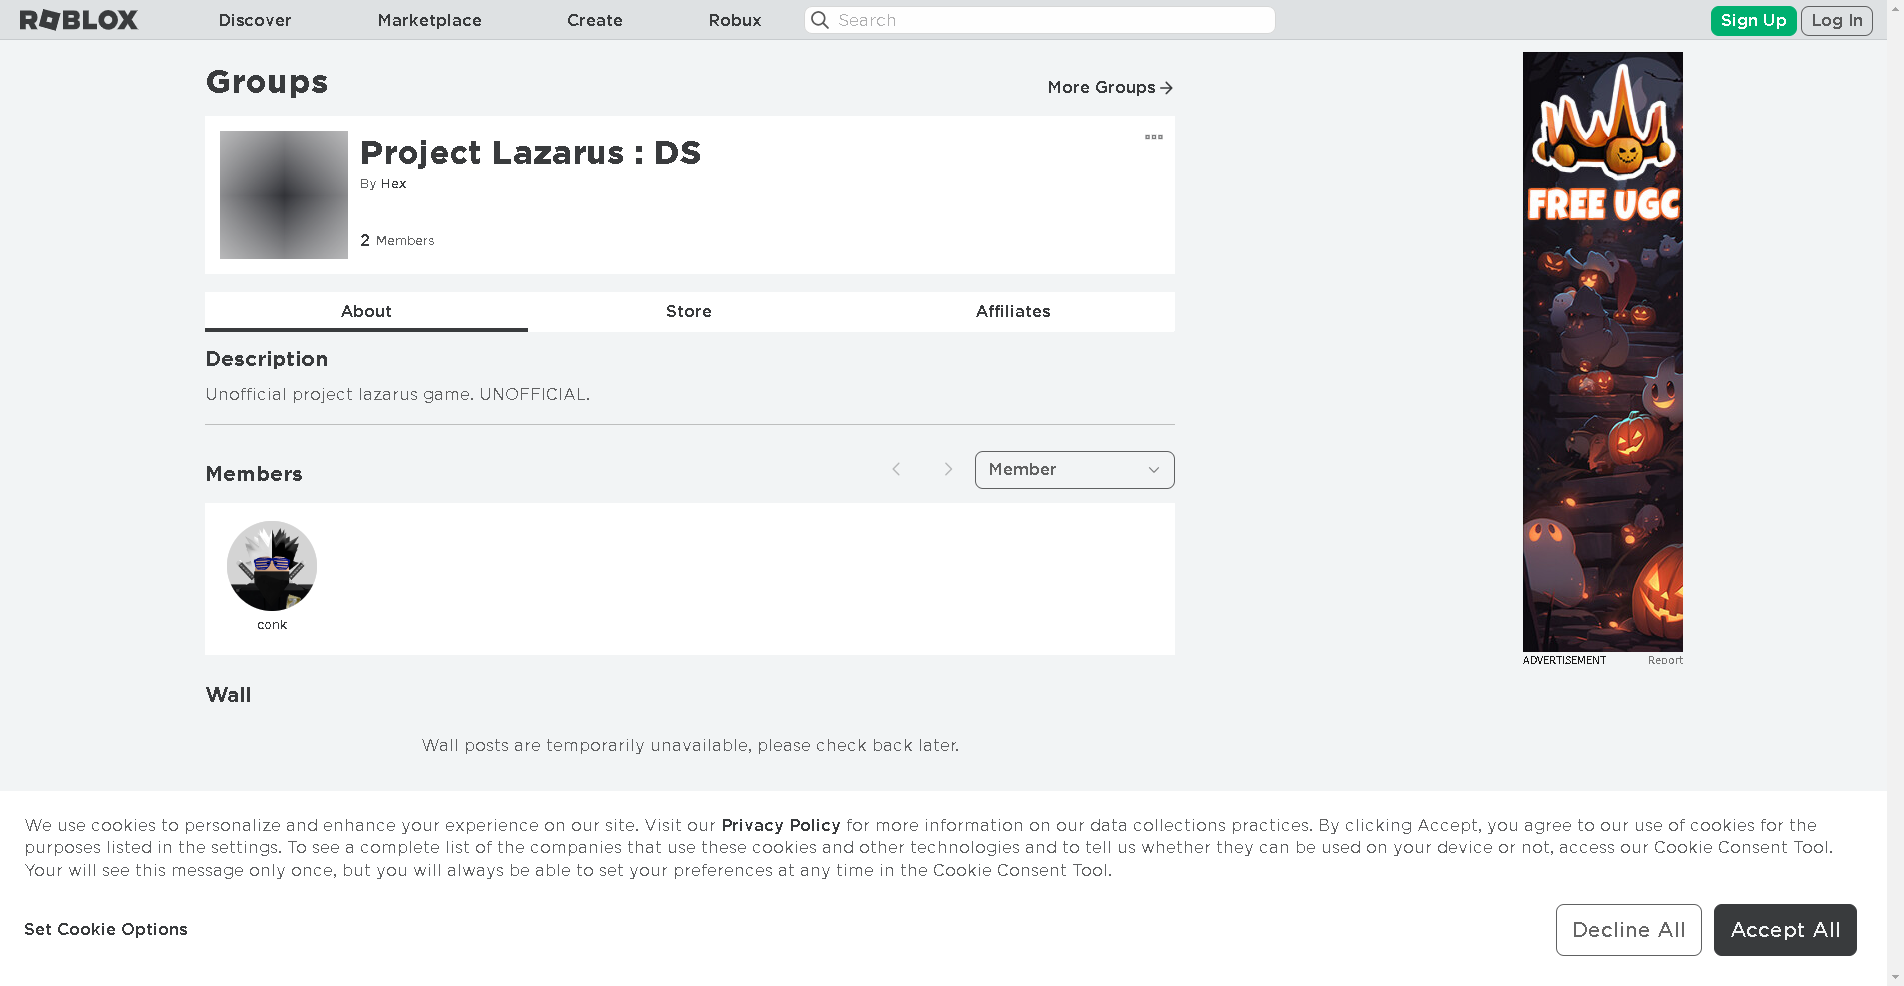 ROBLOX Discover Marketplace Create Robux Search Sign Up Log In
Groups
More Groups
Project Lazarus : DS
By Hex
2 Members
About Store Affiliates
Description
Unofficial project lazarus game. UNOFFICIAL.
Members
Member
conk
Wall
Wall posts are temporarily unavailable, please check back later.
FREE UGC
ADVERTISEMENT Report
We use cookies to personalize and enhance your experience on our site. Visit our Privacy Policy for more information on our data collections practices. By clicking Accept, you agree to our use of cookies for the
purposes listed in the settings. To see a complete list of the companies that use these cookies and other technologies and to tell us whether they can be used on your device or not, access our Cookie Consent Tool.
Your will see this message only once, but you will always be able to set your preferences at any time in the Cookie Consent Tool.
Set Cookie Options
Decline All
Accept All